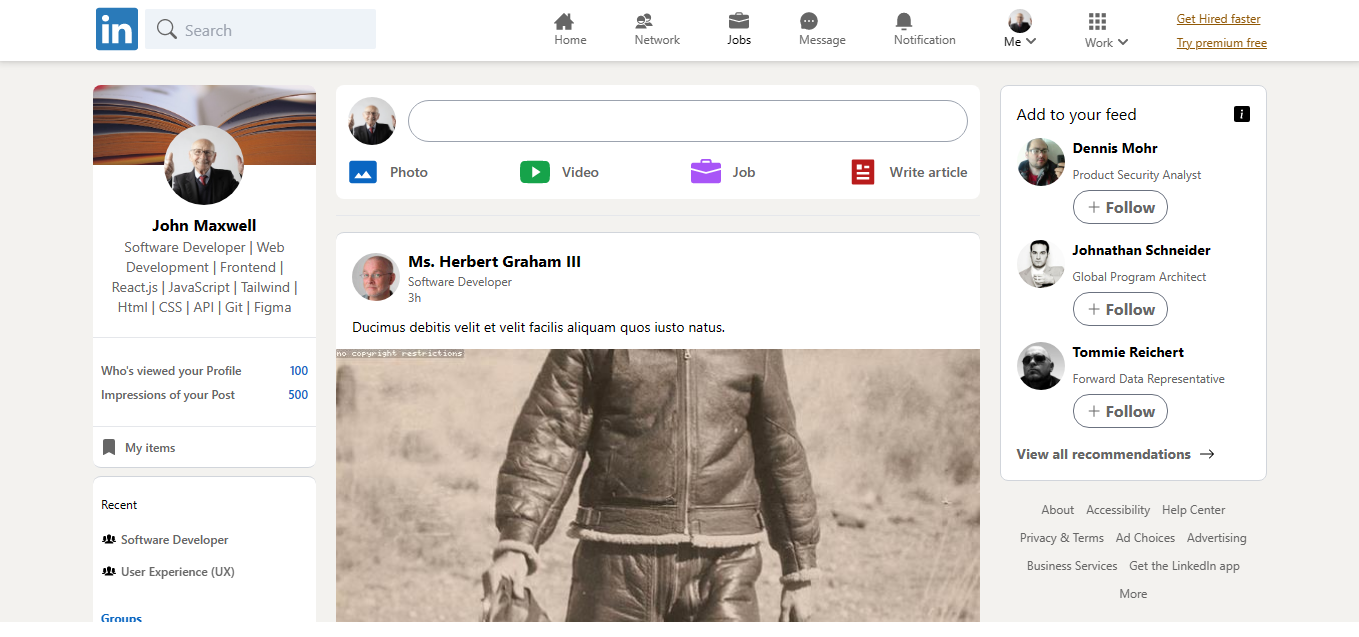 in
Search
Home
Network
Jobs
Message
Notification
Me
Work
Get Hired faster
Try premium free
John Maxwell
Software Developer | Web
Development | Frontend |
React.js | JavaScript | Tailwind |
Html | CSS | API | Git | Figma
Who's viewed your Profile 100
Impressions of your Post 500
My items
Recent
Software Developer
User Experience (UX)
Groups
Photo
Video
Job
Write article
Ms. Herbert Graham III
Software Developer
3h
Ducimus debitis velit et velit facilis aliquam quos iusto natus.
no copyright restrictions
Add to your feed
i
Dennis Mohr
Product Security Analyst
+ Follow
Johnathan Schneider
Global Program Architect
+ Follow
Tommie Reichert
Forward Data Representative
+ Follow
View all recommendations →
About Accessibility Help Center
Privacy & Terms Ad Choices Advertising
Business Services Get the LinkedIn app
More